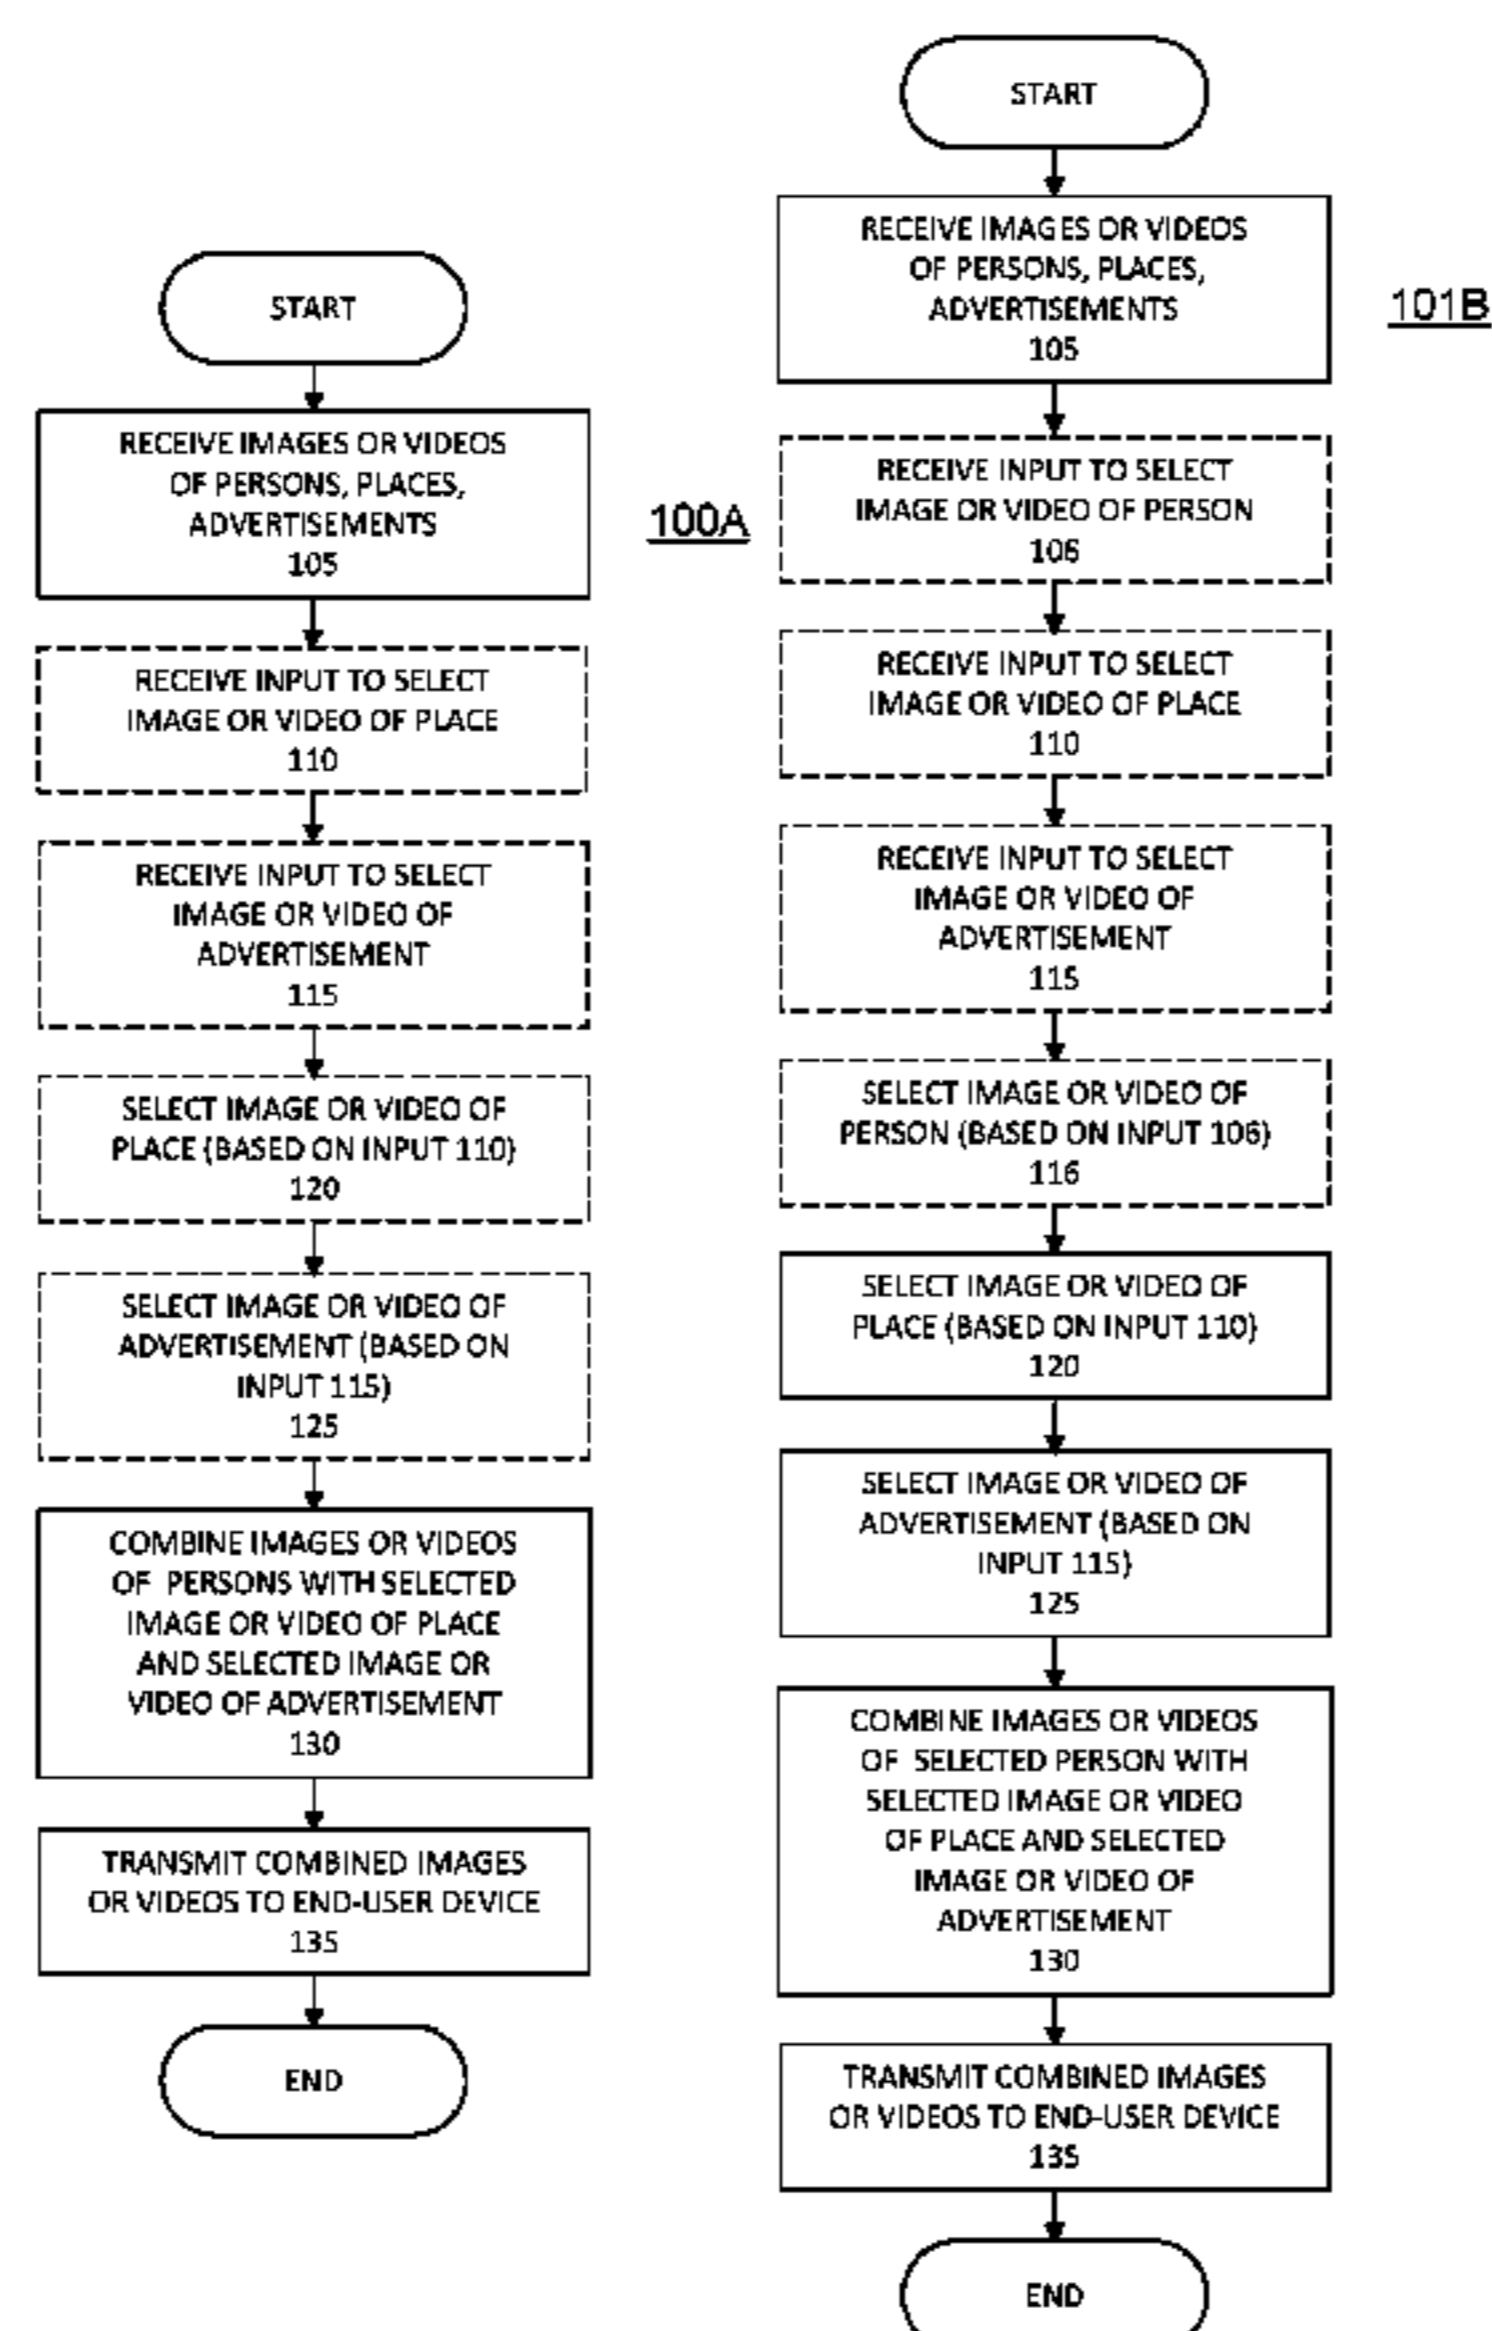 START
RECEIVE IMAGES OR VIDEOS
OF PERSONS, PLACES,
ADVERTISEMENTS
105
100A
RECEIVE INPUT TO SELECT
IMAGE OR VIDEO OF PLACE
110
RECEIVE INPUT TO SELECT
IMAGE OR VIDEO OF
ADVERTISEMENT
115
SELECT IMAGE OR VIDEO OF
PLACE (BASED ON INPUT 110)
120
SELECT IMAGE OR VIDEO OF
ADVERTISEMENT (BASED ON
INPUT 115)
125
COMBINE IMAGES OR VIDEOS
OF PERSONS WITH SELECTED
IMAGE OR VIDEO OF PLACE
AND SELECTED IMAGE OR
VIDEO OF ADVERTISEMENT
130
TRANSMIT COMBINED IMAGES
OR VIDEOS TO END-USER DEVICE
135
END
START
RECEIVE IMAGES OR VIDEOS
OF PERSONS, PLACES,
ADVERTISEMENTS
105
101B
RECEIVE INPUT TO SELECT
IMAGE OR VIDEO OF PERSON
106
RECEIVE INPUT TO SELECT
IMAGE OR VIDEO OF PLACE
110
RECEIVE INPUT TO SELECT
IMAGE OR VIDEO OF
ADVERTISEMENT
115
SELECT IMAGE OR VIDEO OF
PERSON (BASED ON INPUT 106)
116
SELECT IMAGE OR VIDEO OF
PLACE (BASED ON INPUT 110)
120
SELECT IMAGE OR VIDEO OF
ADVERTISEMENT (BASED ON
INPUT 115)
125
COMBINE IMAGES OR VIDEOS
OF SELECTED PERSON WITH
SELECTED IMAGE OR VIDEO
OF PLACE AND SELECTED
IMAGE OR VIDEO OF
ADVERTISEMENT
130
TRANSMIT COMBINED IMAGES
OR VIDEOS TO END-USER DEVICE
135
END